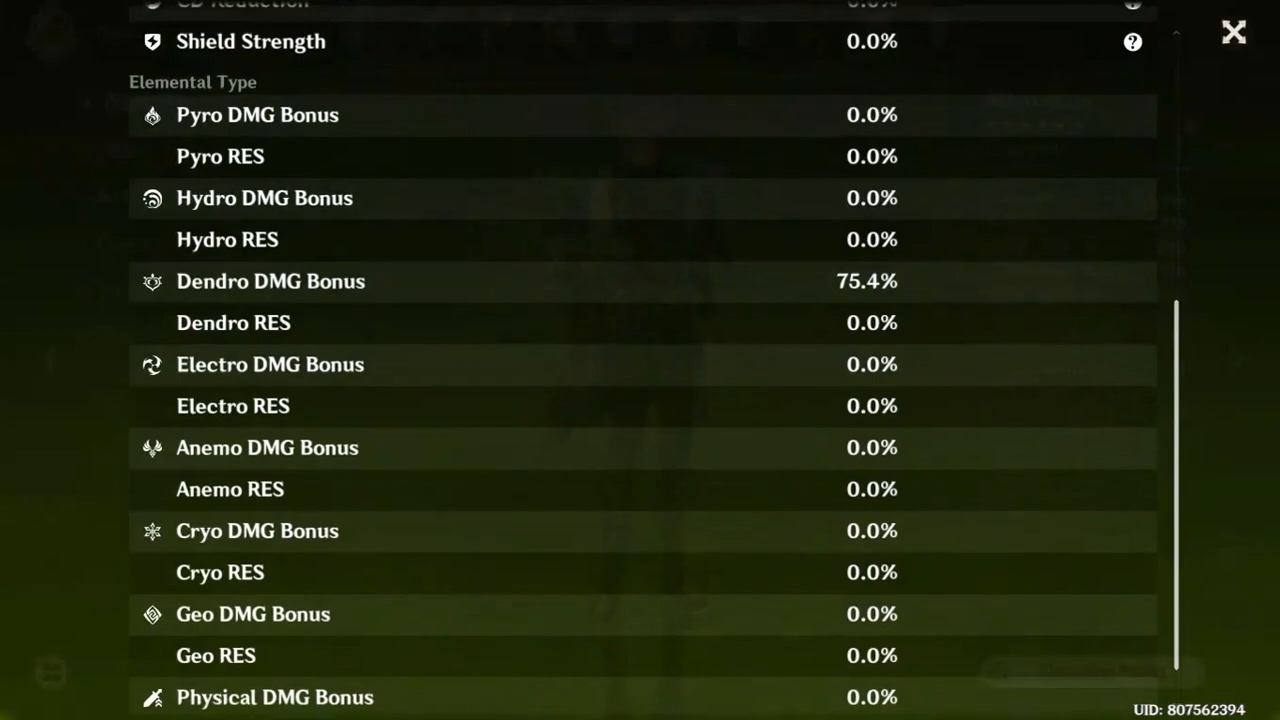 CD Reduction 0.0%
Shield Strength 0.0% ?
Elemental Type
Pyro DMG Bonus 0.0%
Pyro RES 0.0%
Hydro DMG Bonus 0.0%
Hydro RES 0.0%
Dendro DMG Bonus 75.4%
Dendro RES 0.0%
Electro DMG Bonus 0.0%
Electro RES 0.0%
Anemo DMG Bonus 0.0%
Anemo RES 0.0%
Cryo DMG Bonus 0.0%
Cryo RES 0.0%
Geo DMG Bonus 0.0%
Geo RES 0.0%
Physical DMG Bonus 0.0%
UID: 807562394